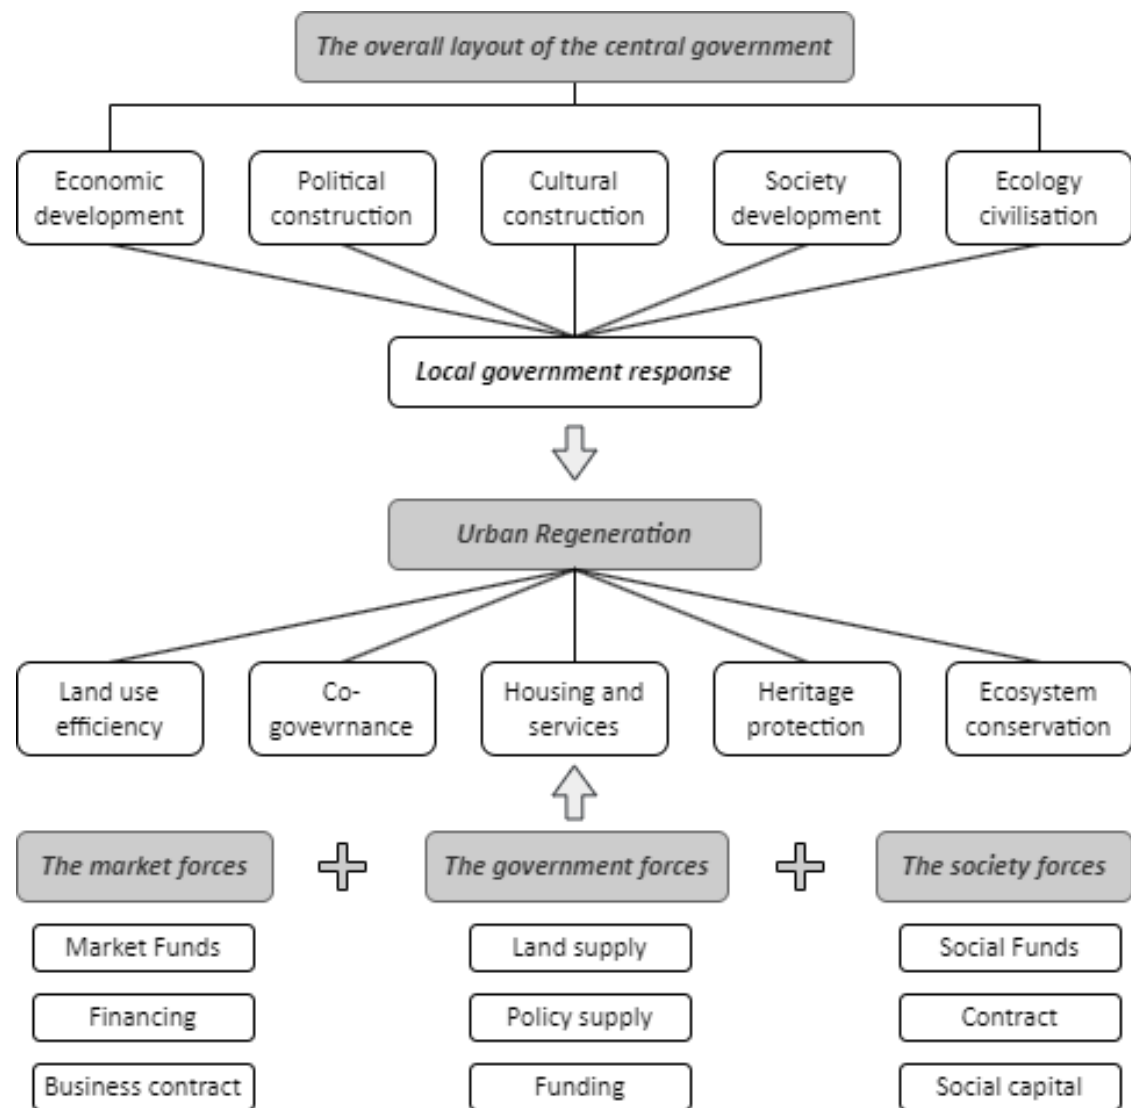 The overall layout of the central government
Economic
development
Political
construction
Cultural
construction
Society
development
Ecology
civilisation
Local government response
Urban Regeneration
Land use
efficiency
Co-
govevrnance
Housing and
services
Heritage
protection
Ecosystem
conservation
The market forces
The government forces
The society forces
Market Funds
Land supply
Social Funds
Financing
Policy supply
Contract
Business contract
Funding
Social capital